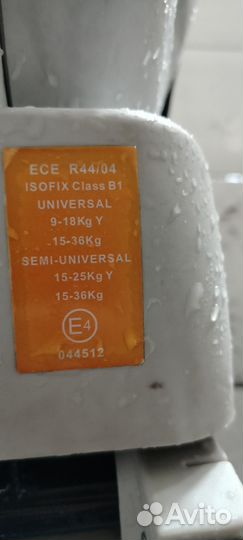 ECE R44/04
ISOFIX Class B1
UNIVERSAL
9-18Kg Y
15-36Kg
SEMI-UNIVERSAL
15-25Kg Y
15-36Kg
E4
044512
Avito